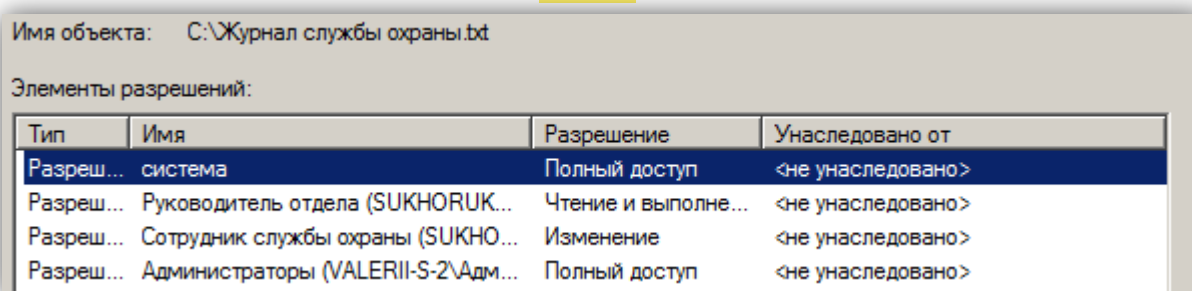 Имя объекта: C:\Журнал службы охраны.txt
Элементы разрешений:
Тип Имя Разрешение Унаследовано от
Разреш... система Полный доступ <не унаследовано>
Разреш... Руководитель отдела (SUKHORUK... Чтение и выполне... <не унаследовано>
Разреш... Сотрудник службы охраны (SUKHO... Изменение <не унаследовано>
Разреш... Администраторы (VALERII-S-2\Адм... Полный доступ <не унаследовано>